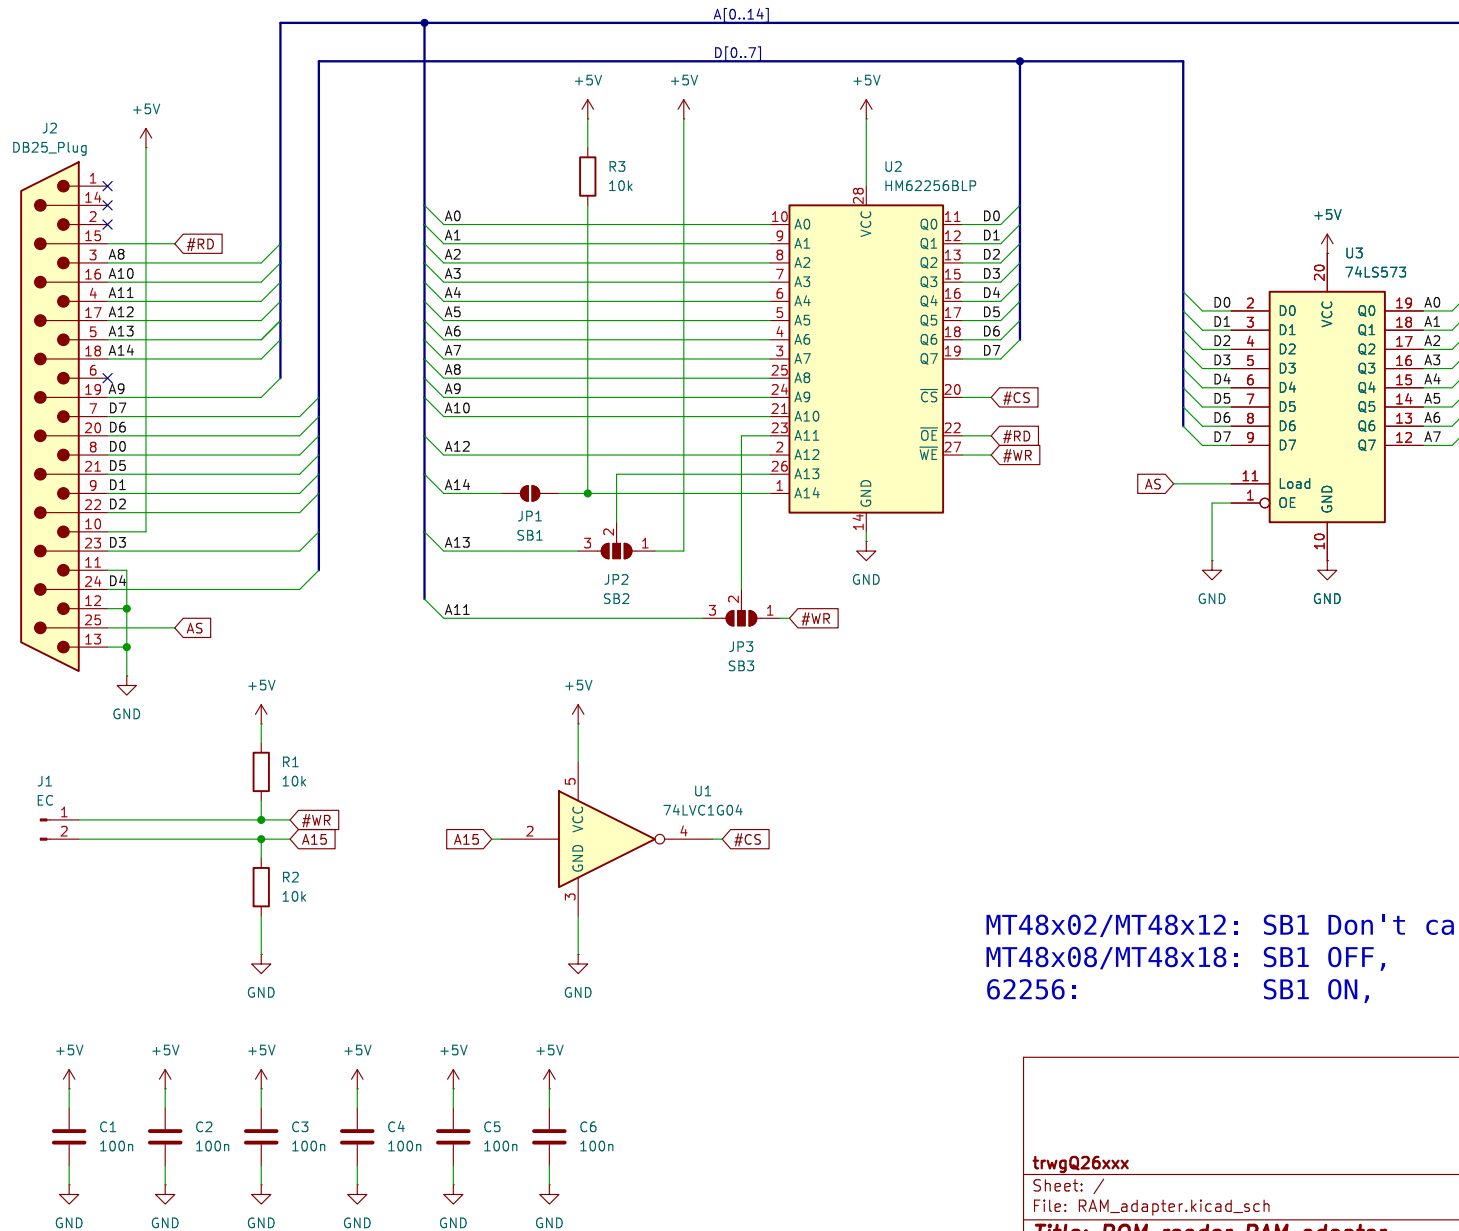 A[0..14]
D[0..7]
J2
DB25_Plug
+5V
1
14
2
15
#RD
3
A8
16
A10
4
A11
17
A12
5
A13
18
A14
6
19
A9
7
D7
20
D6
8
D0
21
D5
9
D1
22
D2
10
23
D3
11
24
D4
12
25
AS
13
GND
+5V
R3
10k
+5V
+5V
U2
HM62256BLP
28
VCC
A0
10
A0
A1
9
A1
A2
8
A2
A3
7
A3
A4
6
A4
A5
5
A5
A6
4
A6
A7
3
A7
A8
25
A8
A9
24
A9
A10
21
A10
23
A11
A12
2
A12
26
A13
A14
1
A14
Q0
11
D0
Q1
12
D1
Q2
13
D2
Q3
15
D3
Q4
16
D4
Q5
17
D5
Q6
18
D6
Q7
19
D7
CS
20
#CS
OE
22
#RD
WE
27
#WR
GND
14
GND
JP1
SB1
A13
3
2
1
JP2
SB2
A11
3
2
1
#WR
JP3
SB3
+5V
U3
74LS573
20
VCC
D0
2
D0
D1
3
D1
D2
4
D2
D3
5
D3
D4
6
D4
D5
7
D5
D6
8
D6
D7
9
D7
Q0
19
A0
Q1
18
A1
Q2
17
A2
Q3
16
A3
Q4
15
A4
Q5
14
A5
Q6
13
A6
Q7
12
A7
AS
11
Load
1
OE
GND
10
GND
GND
+5V
R1
10k
J1
EC
1
#WR
2
A15
R2
10k
GND
+5V
5
VCC
U1
74LVC1G04
A15
2
4
#CS
GND
3
GND
MT48x02/MT48x12: SB1 Don't ca
MT48x08/MT48x18: SB1 OFF,
62256: SB1 ON,
+5V
C1
100n
GND
+5V
C2
100n
GND
+5V
C3
100n
GND
+5V
C4
100n
GND
+5V
C5
100n
GND
+5V
C6
100n
GND
trwgQ26xxx
Sheet: /
File: RAM_adapter.kicad_sch
Title: ROM_reader_RAM_adapter